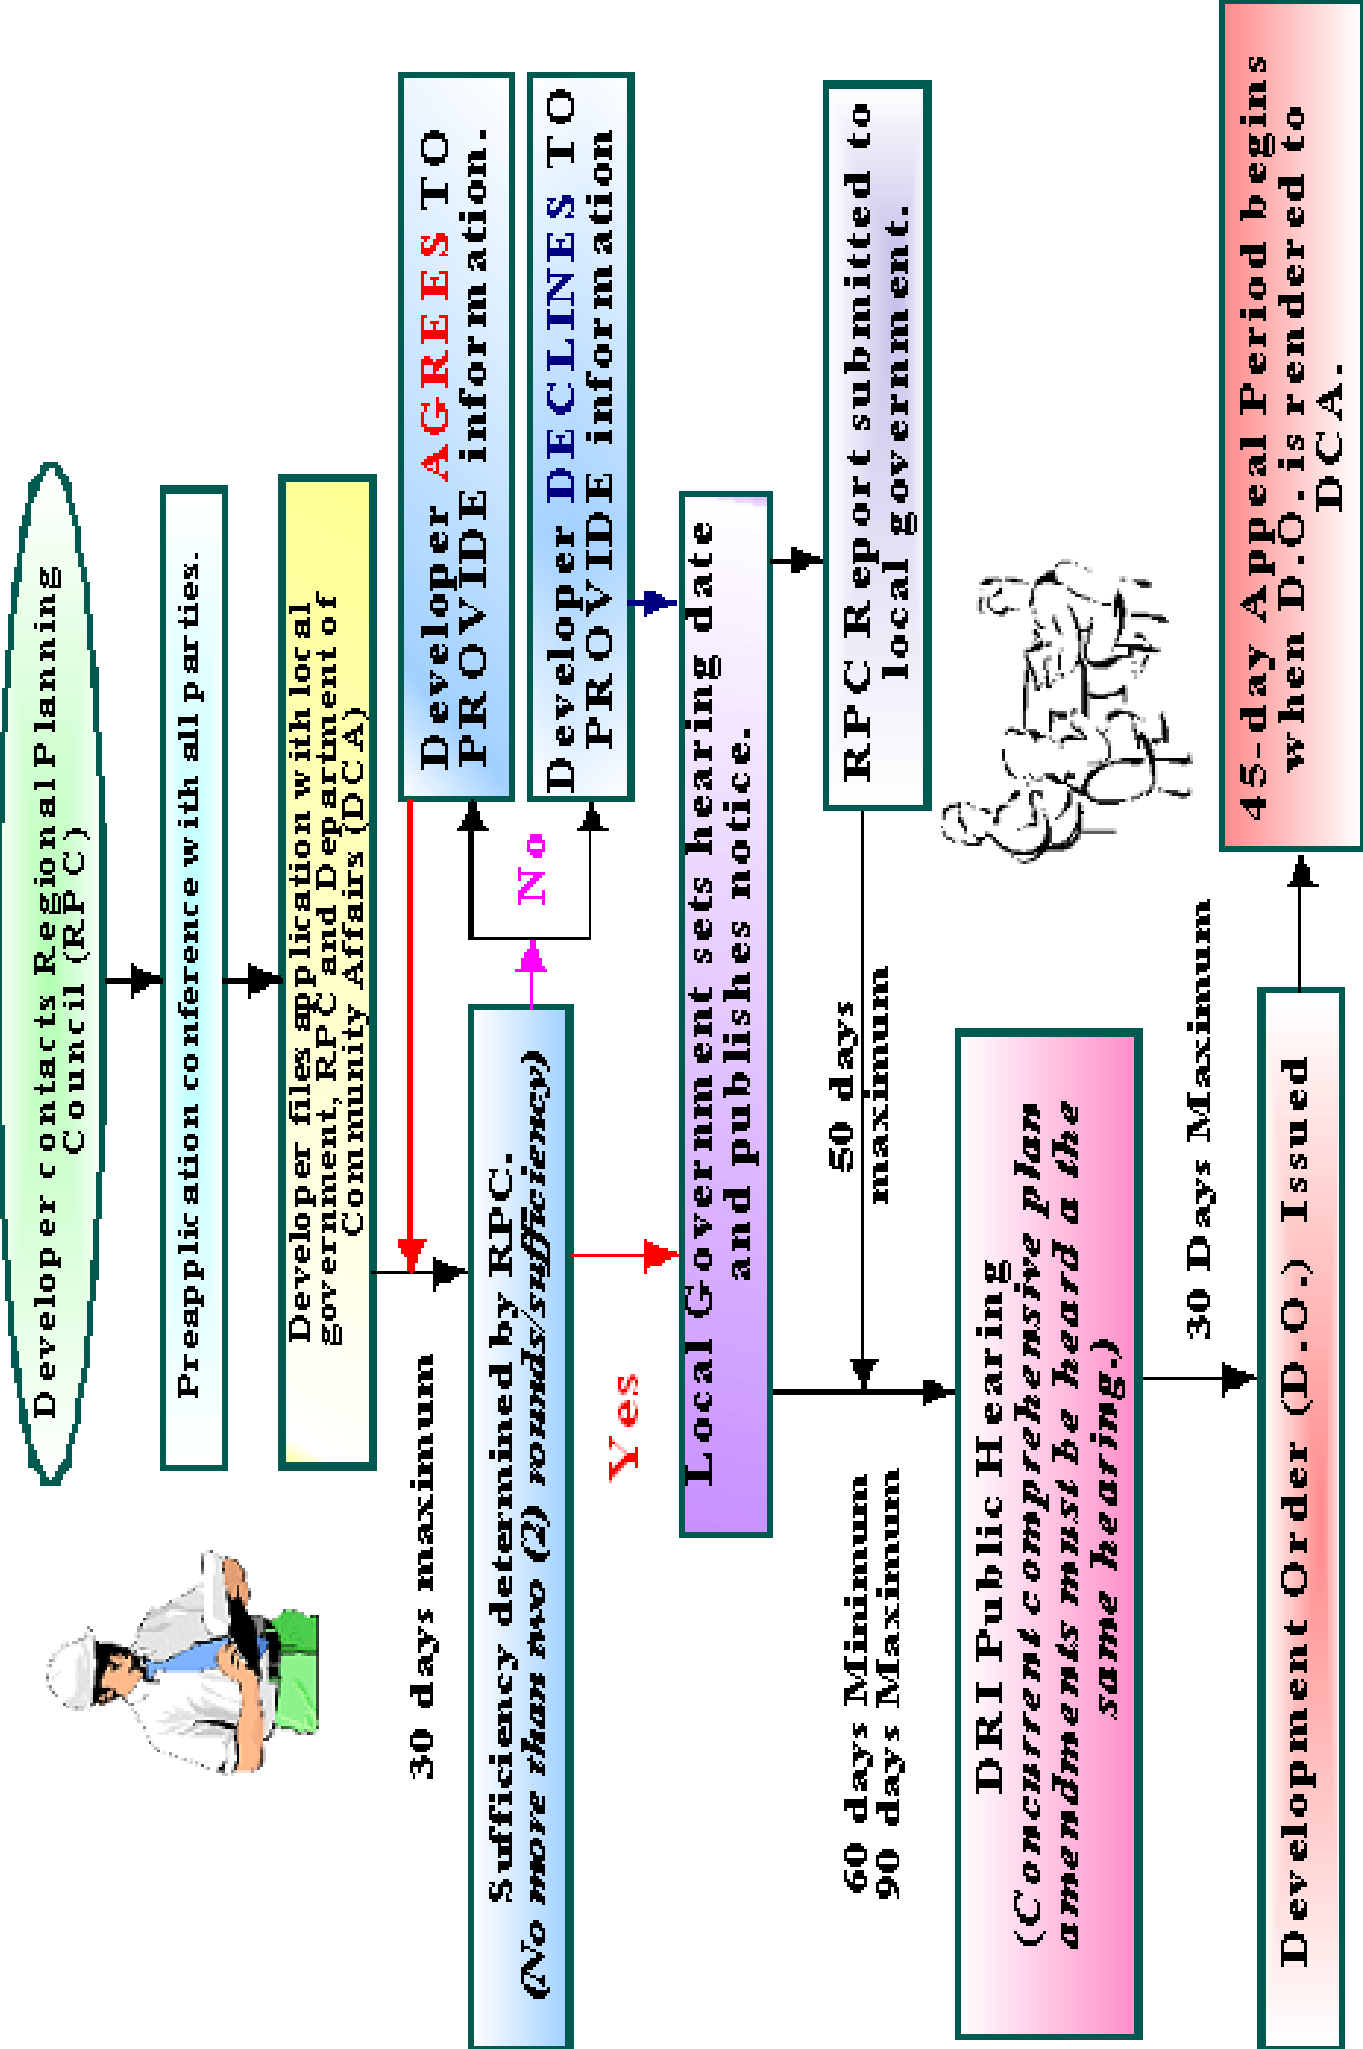 Developer contacts Regional Planning
Council (RPC)
Preapplication conference with all parties.
Developer files application with local
government, RPC and Department of
Community Affairs (DCA)
30 days maximum
Developer AGREES TO
PROVIDE information.
Sufficiency determined by RPC.
(No more than two (2) rounds/sufficiency)
No
Developer DECLINES TO
PROVIDE information
Yes
Local Government sets hearing date
and publishes notice.
60 days Minimum
90 days Maximum
50 days
maximum
RPC Report submitted to
local government.
DRI Public Hearing
(Concurrent comprehensive plan
amendments must be heard a the
same hearing.)
30 Days Maximum
Development Order (D.O.) Issued
45-day Appeal Period begins
when D.O. is rendered to
DCA.